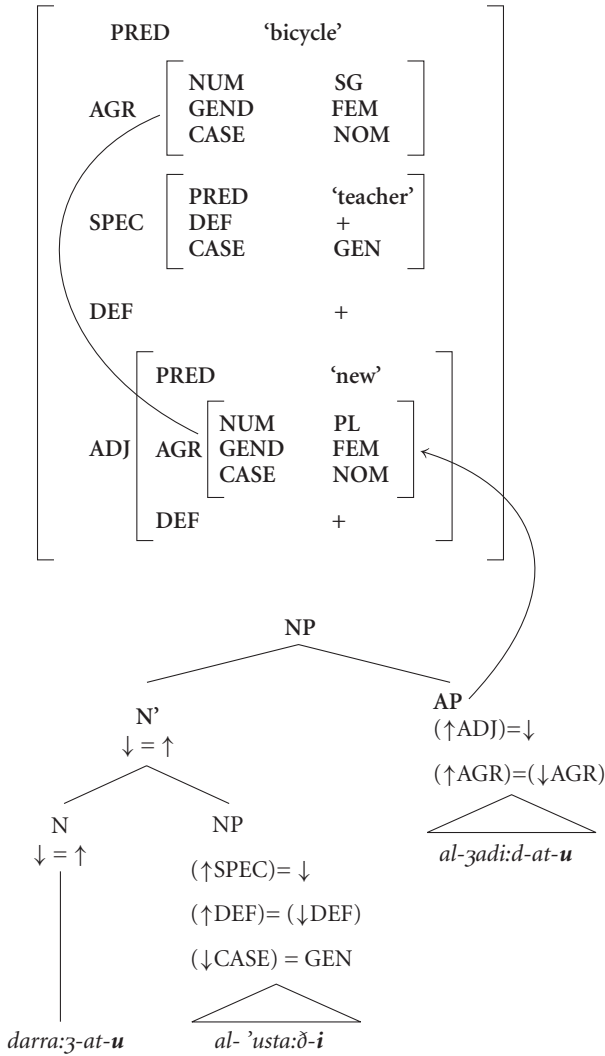 PRED ‘bicycle’
NUM SG
AGR GEND FEM
CASE NOM
PRED ‘teacher’
SPEC DEF +
CASE GEN
DEF +
PRED ‘new’
NUM PL
ADJ AGR GEND FEM
CASE NOM
DEF +
NP
N’
↓ = ↑
AP
(↑ADJ)=↓
(↑AGR)=(↓AGR)
N NP
↓ = ↑
(↑SPEC)= ↓
(↑DEF)= (↓DEF)
(↓CASE) = GEN
al-ʒadi:d-at-u
darra:ʒ-at-u al- ’usta:ð-i